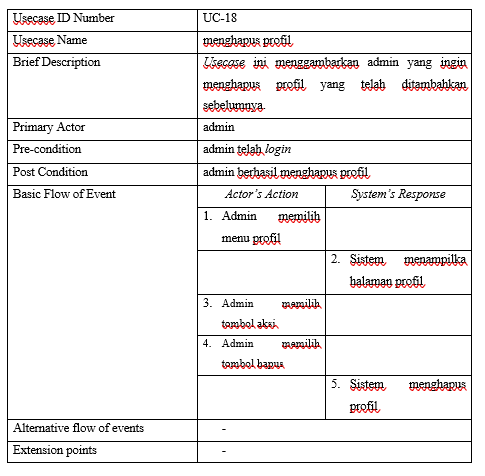 Usecase ID Number UC-18
Usecase Name menghapus profil
Brief Description Usecase ini menggambarkan admin yang ingin
menghapus profil yang telah ditambahkan
sebelumnya.
Primary Actor admin
Pre-condition admin telah login
Post Condition admin berhasil menghapus profil
Basic Flow of Event Actor's Action System's Response
1. Admin memilih
menu profil
2. Sistem menampilka
halaman profil
3. Admin memilih
tombol aksi
4. Admin memilih
tombol hapus
5. Sistem menghapus
profil
Alternative flow of events -
Extension points -